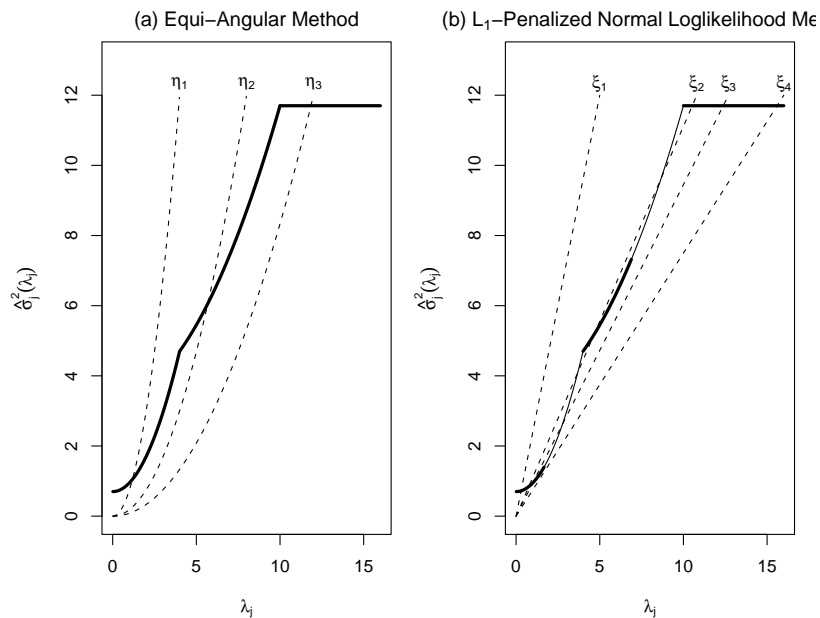 (a) Equi−Angular Method
η1 η2 η3
12
10
8
6
4
2
0
σ̂j²(λj)
0 5 10 15
λj
(b) L1−Penalized Normal Loglikelihood Me
ξ1 ξ2 ξ3 ξ4
12
10
8
6
4
2
0
σ̂j²(λj)
0 5 10 15
λj